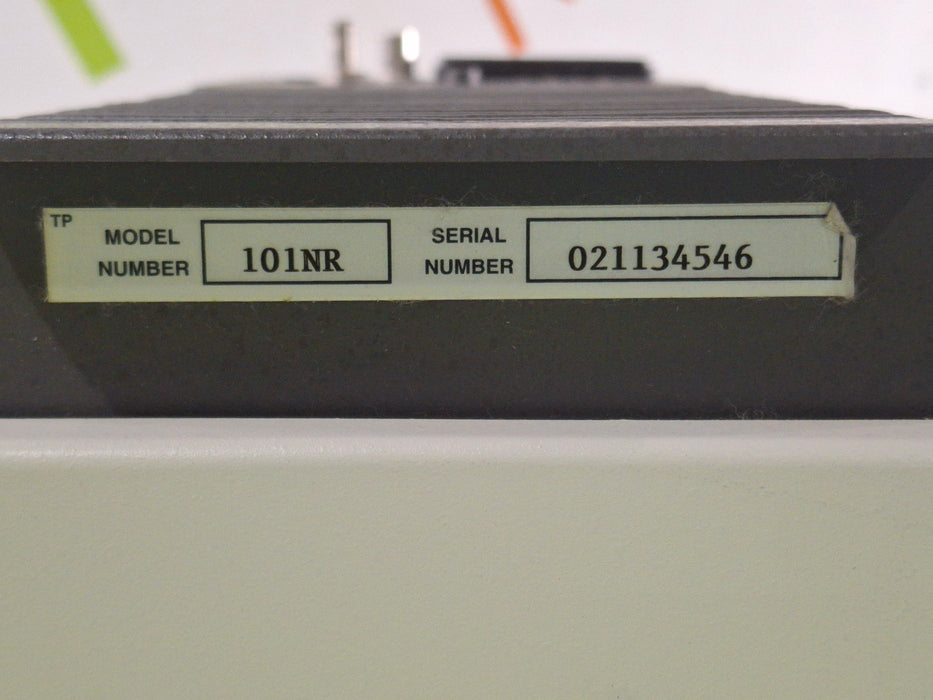 TP
MODEL NUMBER 101NR
SERIAL NUMBER 021134546